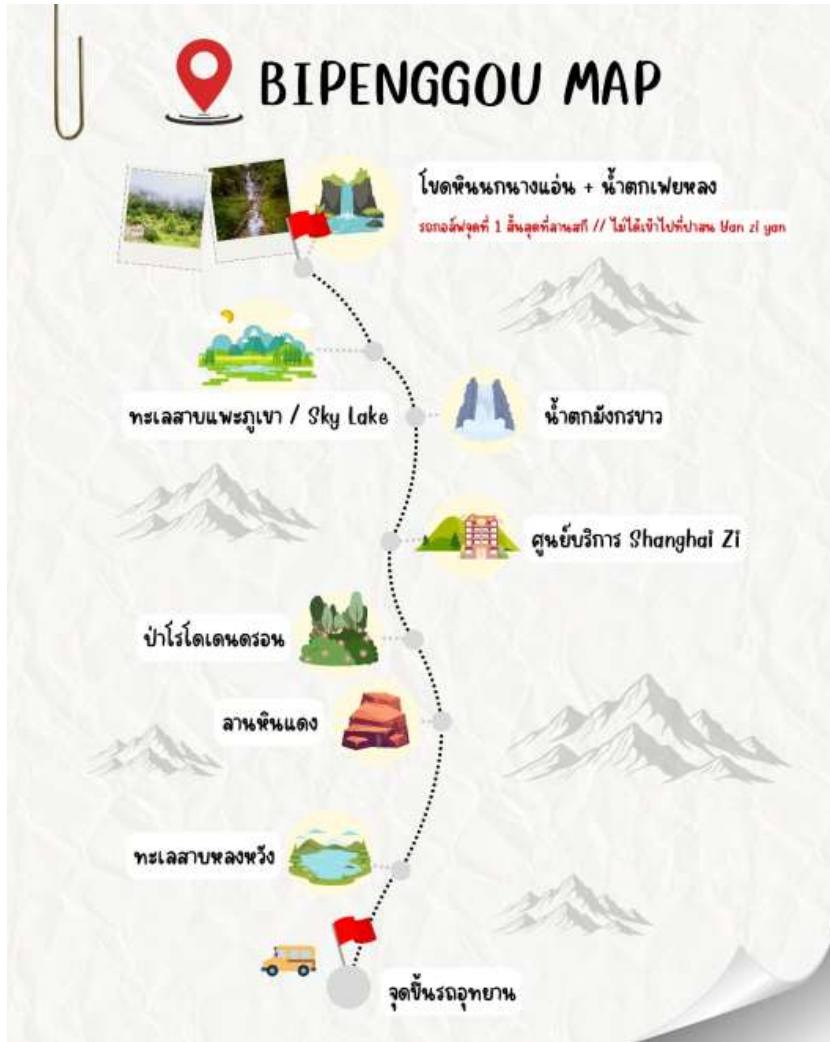 BIPENGGOU MAP
โขดหินนกนางแอ่น + น้ำตกเฟยหลง
รถกอล์ฟจุดที่ 1 สิ้นสุดที่ลานสกี // ไม่ได้เข้าไปที่ปาสน Yan zi yan
ทะเลสาบแพะภูเขา / Sky Lake
น้ำตกมังกรขาว
ศูนย์บริการ Shanghai Zi
ป่าโรโดเดนดรอน
ลานหินแดง
ทะเลสาบหลงหวัง
จุดขึ้นรถอุทยาน